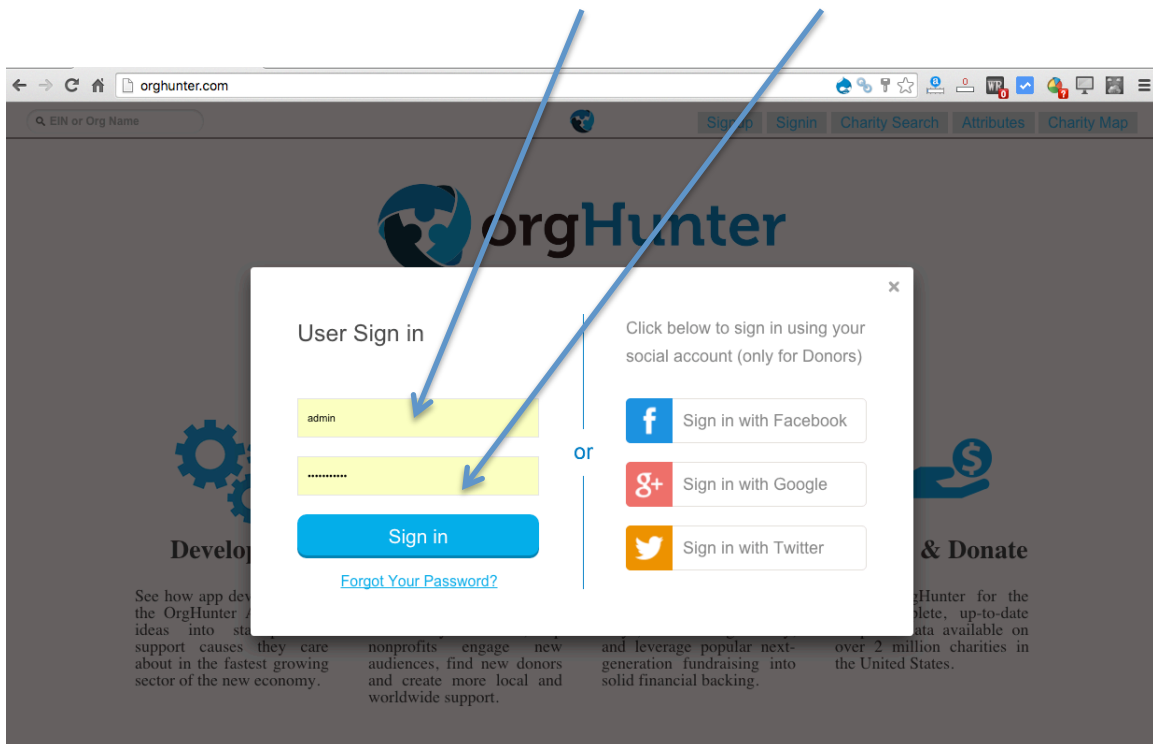 orghunter.com
EIN or Org Name
Signup Signin Charity Search Attributes Charity Map
orgHunter
User Sign in
admin
•••••••••••
Sign in
Forgot Your Password?
or
Click below to sign in using your
social account (only for Donors)
f Sign in with Facebook
g+ Sign in with Google
Sign in with Twitter
& Donate
See how app
the OrgHunter
ideas into
support causes they care
about in the fastest growing
sector of the new economy.
nonprofits engage new
audiences, find new donors
and create more local and
worldwide support.
and leverage popular next-
generation fundraising into
solid financial backing.
for the
up-to-date
available on
over 2 million charities in
the United States.